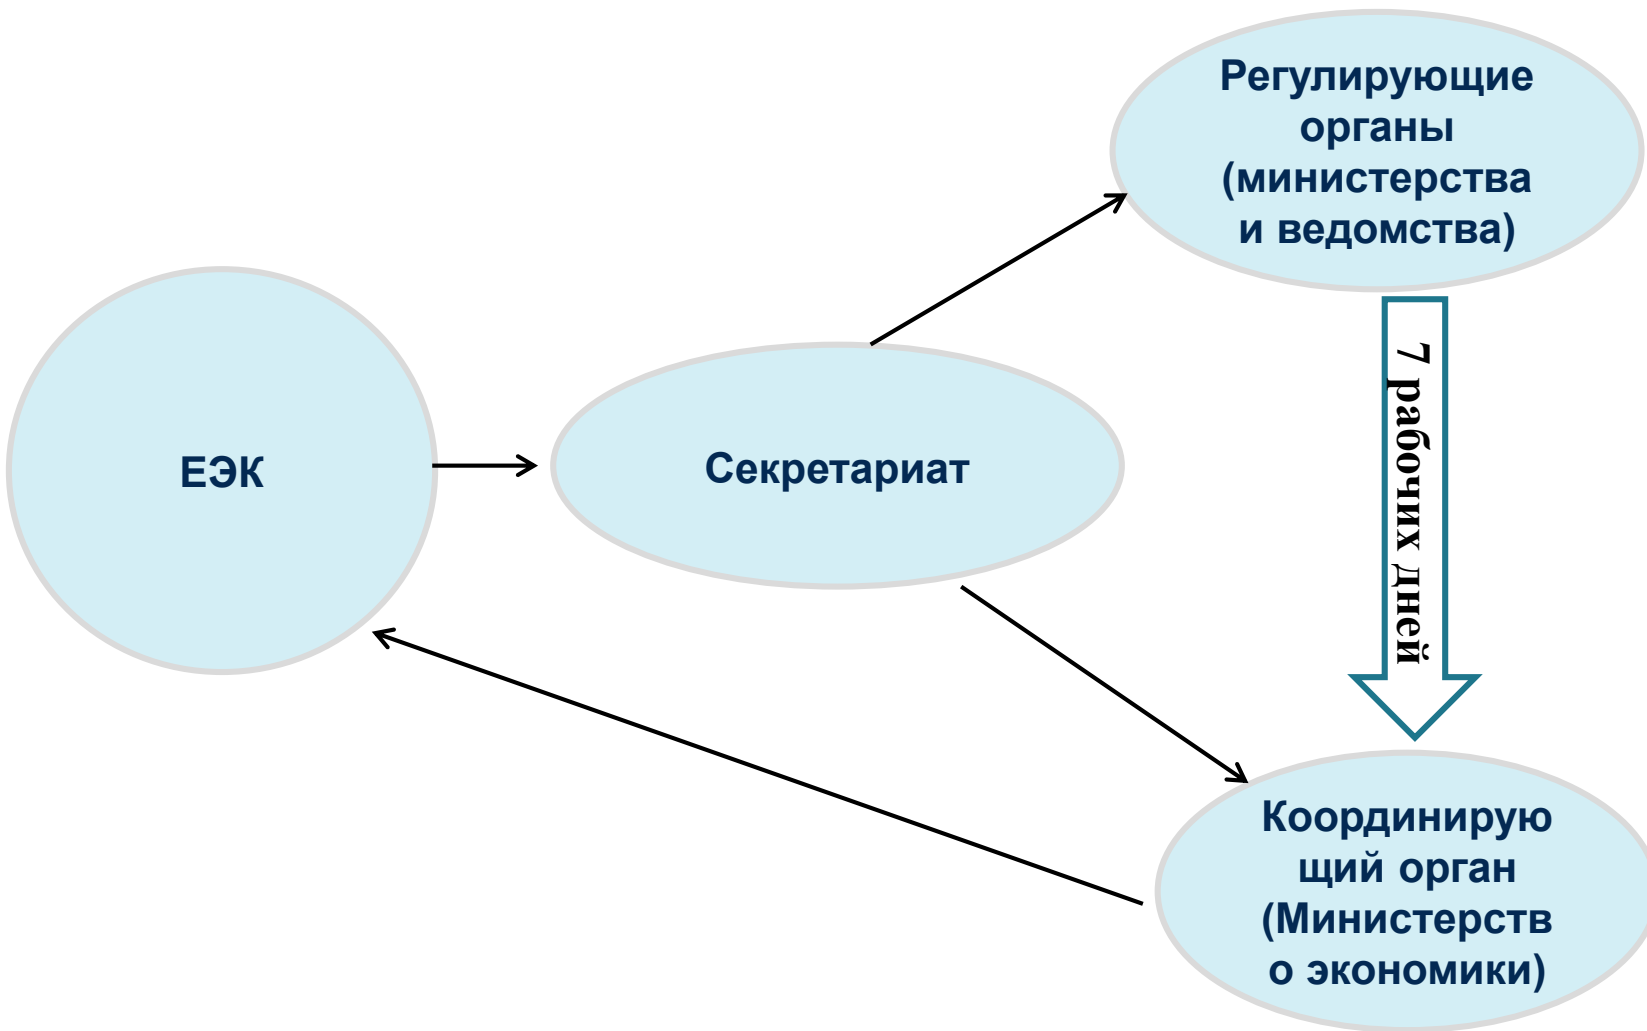 Регулирующие
органы
(министерства
и ведомства)
7 рабочих дней
ЕЭК
Секретариат
Координирую
щий орган
(Министерств
о экономики)